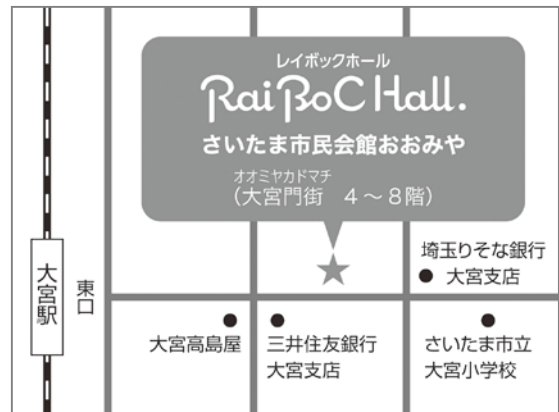 レイボックホール
RaiBoC Hall.
さいたま市民会館おおみや
オオミヤカドマチ
（大宮門街　4～8階）
埼玉りそな銀行
大宮支店
大宮駅
東口
大宮高島屋
三井住友銀行
大宮支店
さいたま市立
大宮小学校